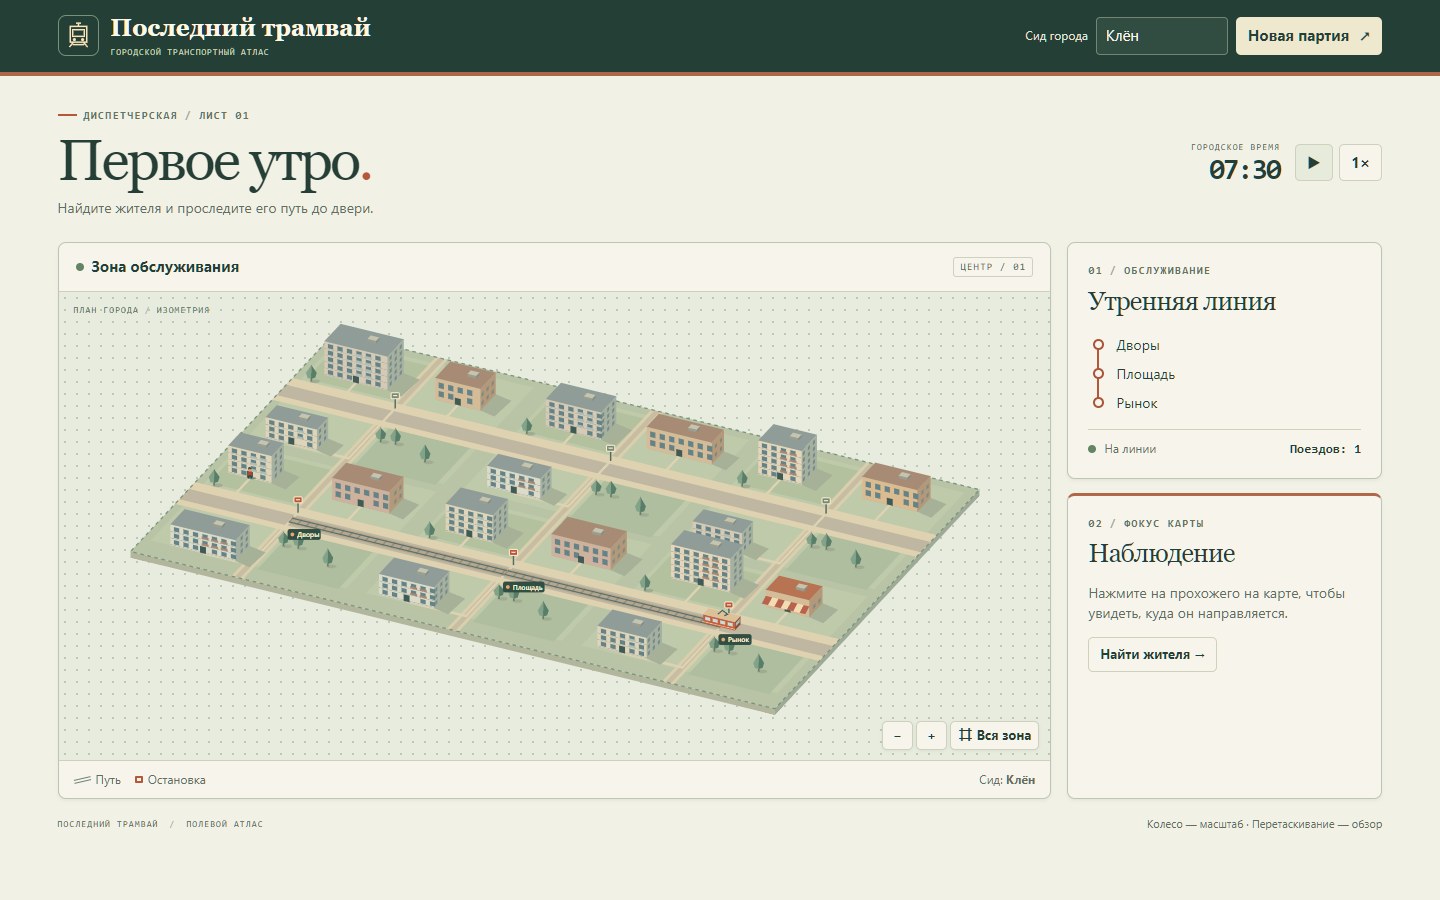 Последний трамвай
ГОРОДСКОЙ ТРАНСПОРТНЫЙ АТЛАС
Сид города
Клён
Новая партия ↗
ДИСПЕТЧЕРСКАЯ / ЛИСТ 01
Первое утро.
Найдите жителя и проследите его путь до двери.
ГОРОДСКОЕ ВРЕМЯ
07:30
1×
Зона обслуживания
ЦЕНТР / 01
ПЛАН ГОРОДА / ИЗОМЕТРИЯ
Дворы
Площадь
Рынок
−
+
Вся зона
Путь
Остановка
Сид: Клён
01 / ОБСЛУЖИВАНИЕ
Утренняя линия
Дворы
Площадь
Рынок
На линии
Поездов: 1
02 / ФОКУС КАРТЫ
Наблюдение
Нажмите на прохожего на карте, чтобы
увидеть, куда он направляется.
Найти жителя →
ПОСЛЕДНИЙ ТРАМВАЙ / ПОЛЕВОЙ АТЛАС
Колесо — масштаб · Перетаскивание — обзор